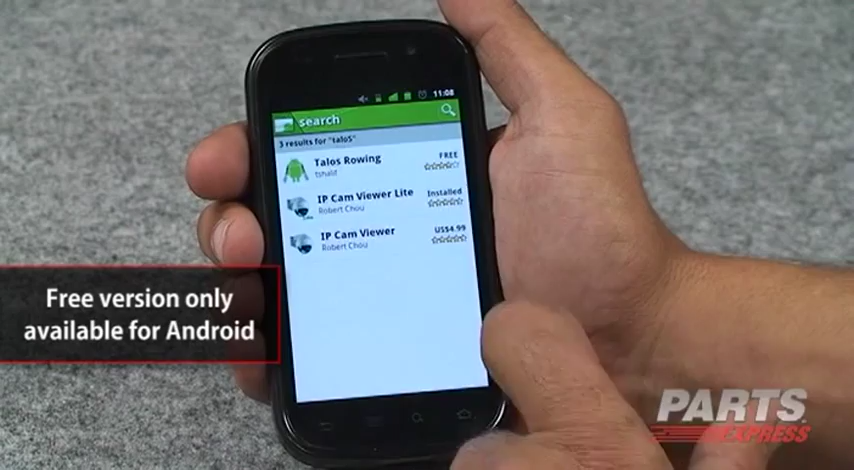 11:08
search
3 results for "talos"
Talos Rowing
FREE
tshalif
IP Cam Viewer Lite
Installed
Robert Chou
IP Cam Viewer
US$4.99
Robert Chou
Free version only
available for Android
PARTS
EXPRESS